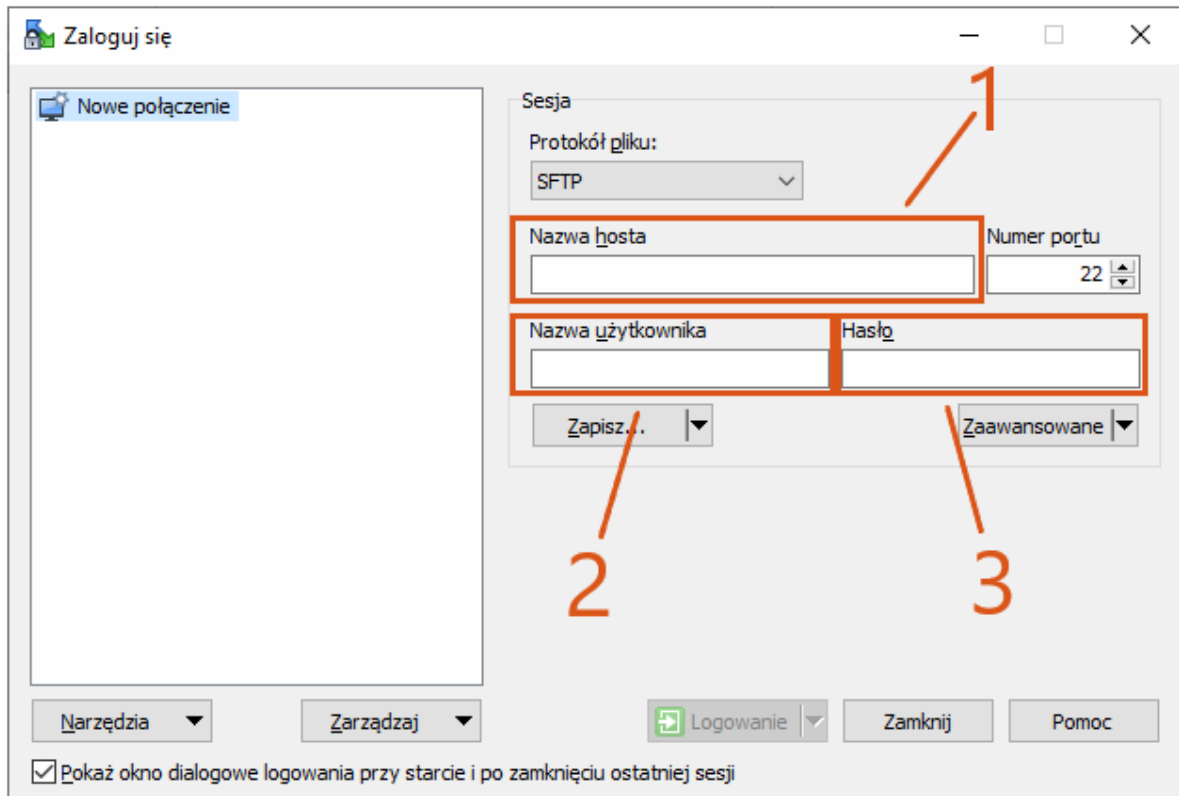 Zaloguj się
Nowe połączenie
Sesja
1
Protokół pliku:
SFTP
Nazwa hosta
Numer portu
22
Nazwa użytkownika
Hasło
Zapisz...
Zaawansowane
2
3
Narzędzia
Zarządzaj
Logowanie
Zamknij
Pomoc
Pokaż okno dialogowe logowania przy starcie i po zamknięciu ostatniej sesji